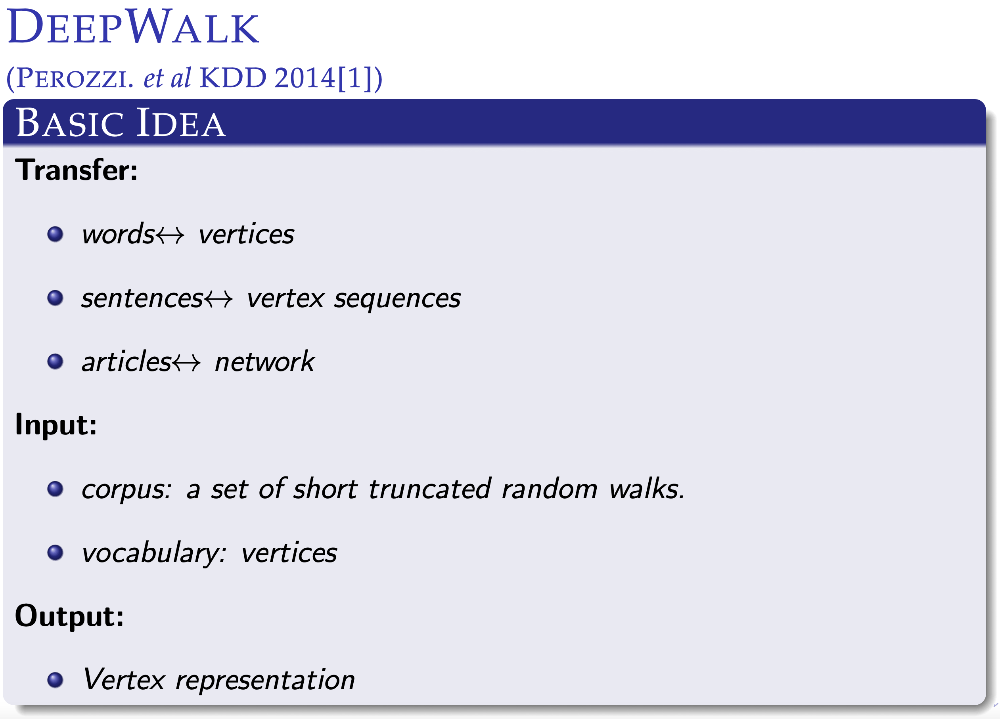 DEEPWALK
(PEROZZI. et al KDD 2014[1])
BASIC IDEA
Transfer:
words↔ vertices
sentences↔ vertex sequences
articles↔ network
Input:
corpus: a set of short truncated random walks.
vocabulary: vertices
Output:
Vertex representation